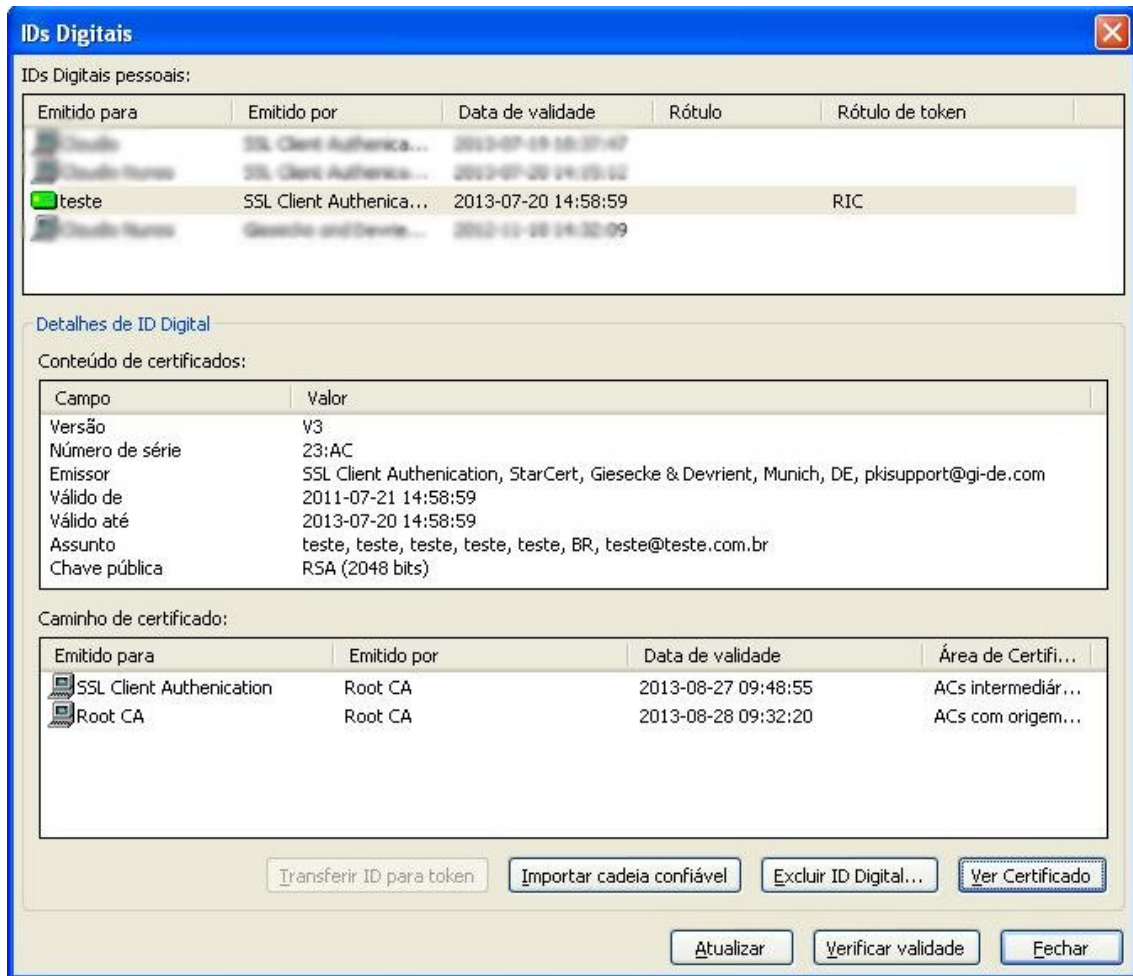 IDs Digitais
IDs Digitais pessoais:
Emitido para Emitido por Data de validade Rótulo Rótulo de token
teste SSL Client Authenica... 2013-07-20 14:58:59 RIC
Detalhes de ID Digital
Conteúdo de certificados:
Campo Valor
Versão V3
Número de série 23:AC
Emissor SSL Client Authenication, StarCert, Giesecke & Devrient, Munich, DE, pkisupport@gi-de.com
Válido de 2011-07-21 14:58:59
Válido até 2013-07-20 14:58:59
Assunto teste, teste, teste, teste, teste, BR, teste@teste.com.br
Chave pública RSA (2048 bits)
Caminho de certificado:
Emitido para Emitido por Data de validade Área de Certifi...
SSL Client Authenication Root CA 2013-08-27 09:48:55 ACs intermediár...
Root CA Root CA 2013-08-28 09:32:20 ACs com origem...
Transferir ID para token Importar cadeia confiável Excluir ID Digital... Ver Certificado
Atualizar Verificar validade Fechar